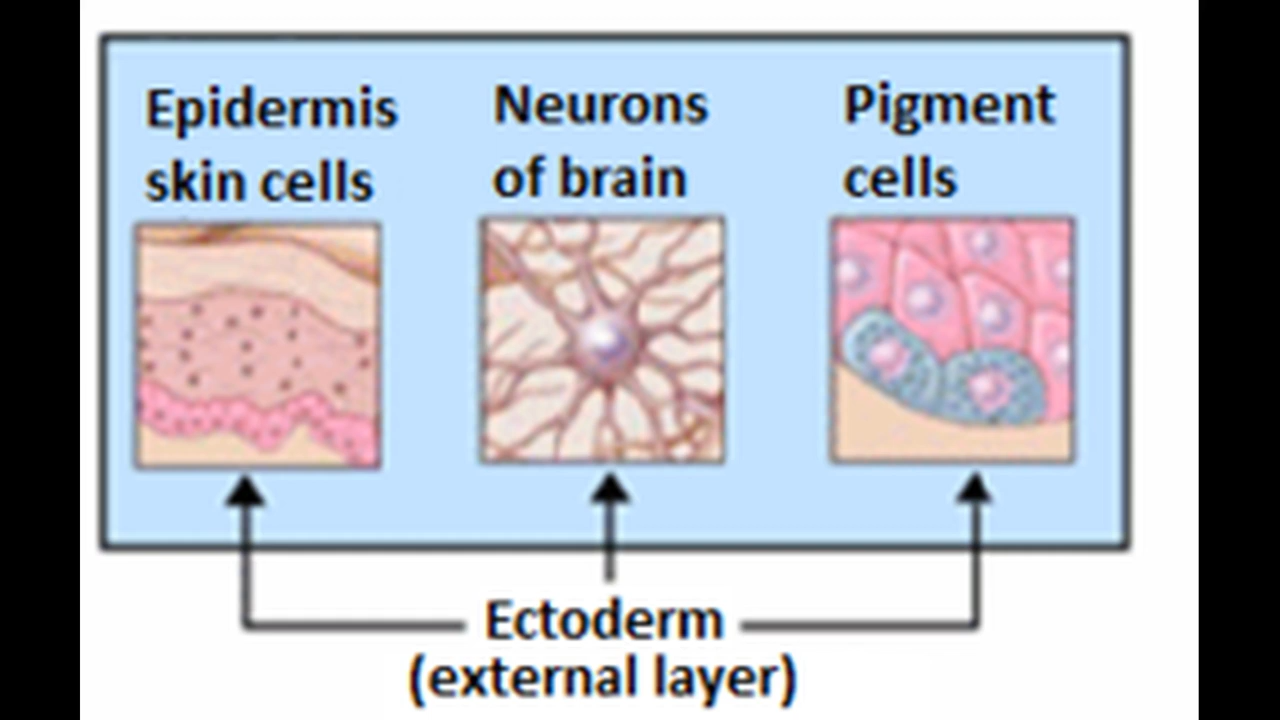 Epidermis
skin cells
Neurons
of brain
Pigment
cells
Ectoderm
(external layer)